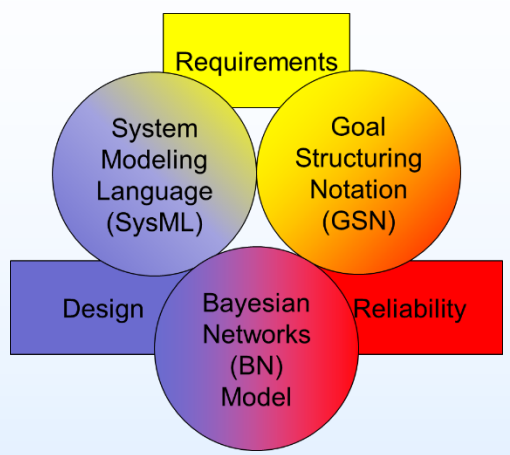 Requirements
System
Modeling
Language
(SysML)
Goal
Structuring
Notation
(GSN)
Design
Bayesian
Networks
(BN)
Model
Reliability